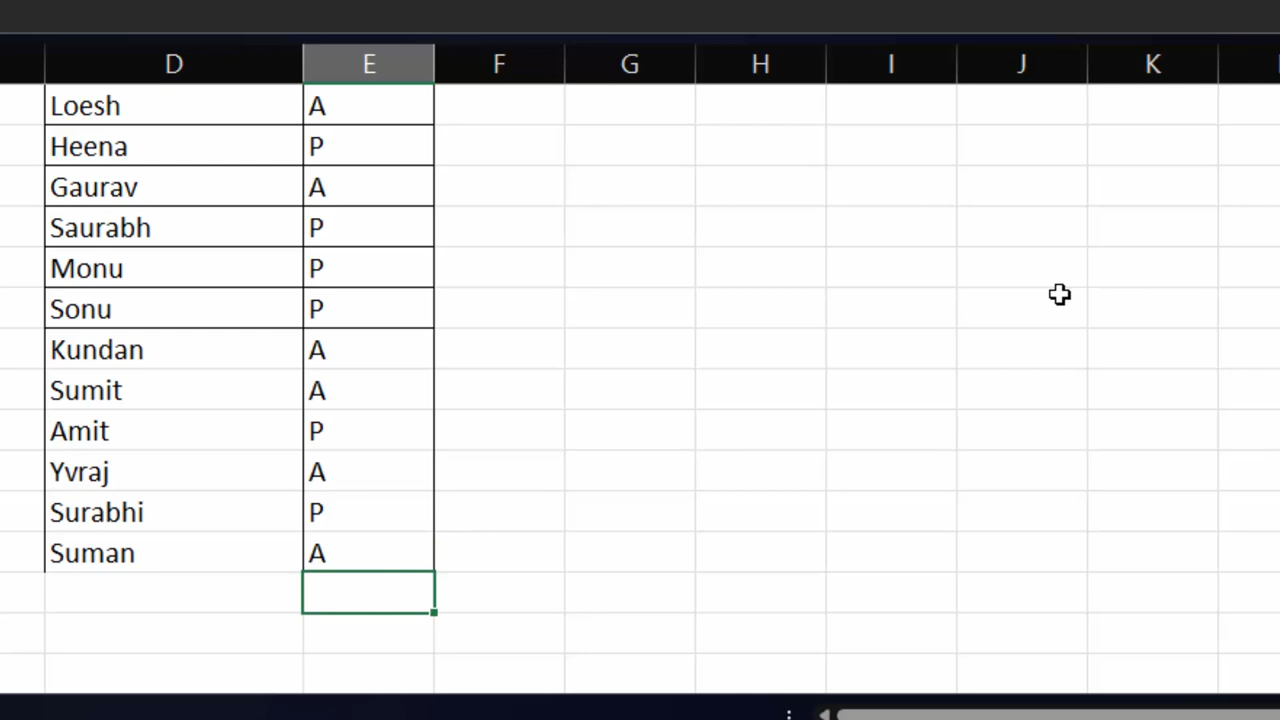 D E F G H I J K
Loesh A
Heena P
Gaurav A
Saurabh P
Monu P
Sonu P
Kundan A
Sumit A
Amit P
Yvraj A
Surabhi P
Suman A